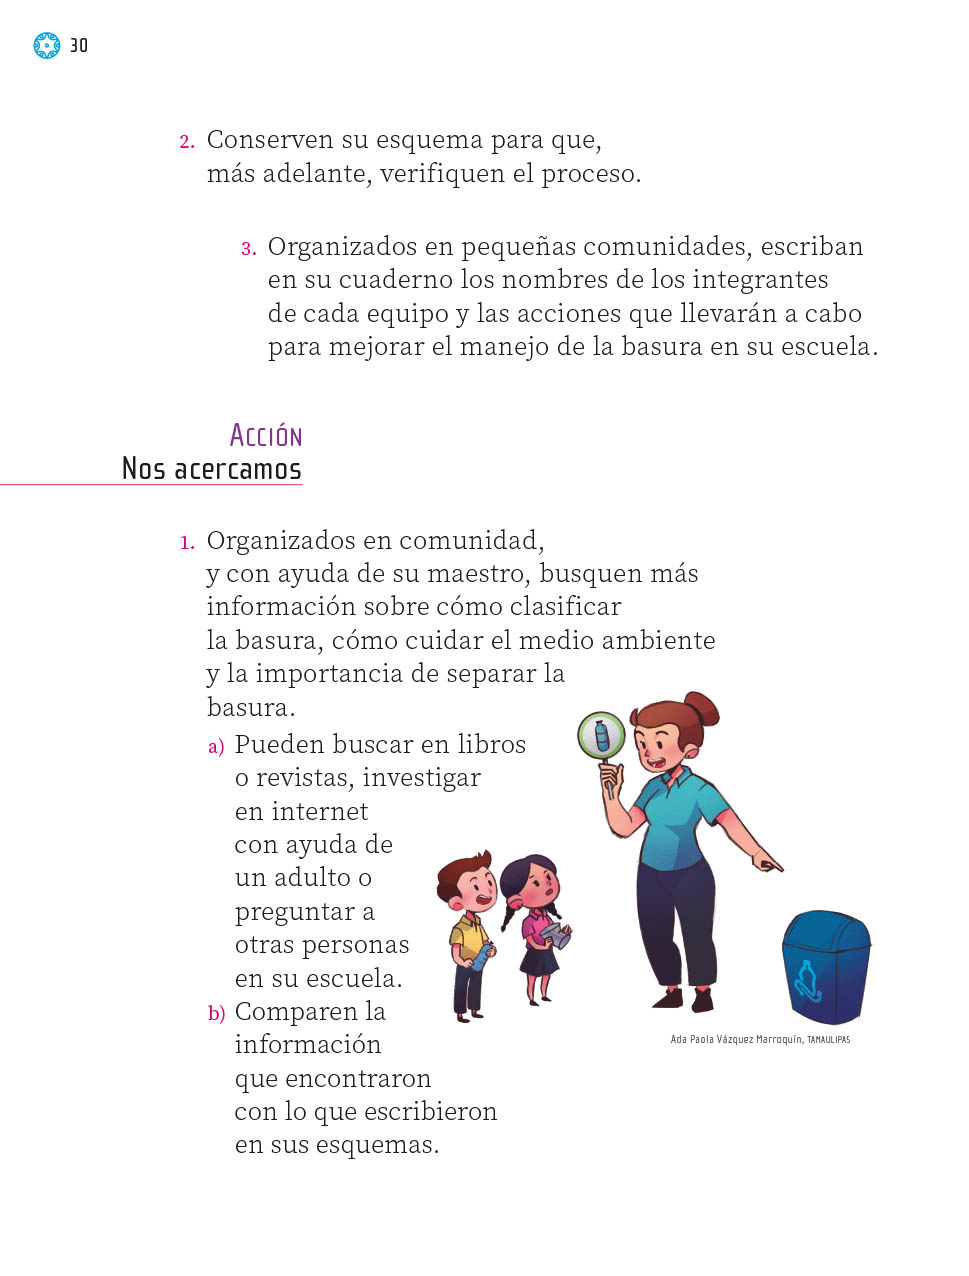 30
2. Conserven su esquema para que,
más adelante, verifiquen el proceso.
3. Organizados en pequeñas comunidades, escriban
en su cuaderno los nombres de los integrantes
de cada equipo y las acciones que llevarán a cabo
para mejorar el manejo de la basura en su escuela.
Acción
Nos acercamos
1. Organizados en comunidad,
y con ayuda de su maestro, busquen más
información sobre cómo clasificar
la basura, cómo cuidar el medio ambiente
y la importancia de separar la
basura.
a) Pueden buscar en libros
o revistas, investigar
en internet
con ayuda de
un adulto o
preguntar a
otras personas
en su escuela.
b) Comparen la
información
que encontraron
con lo que escribieron
en sus esquemas.
Ada Paola Vázquez Marroquín, TAMAULIPAS